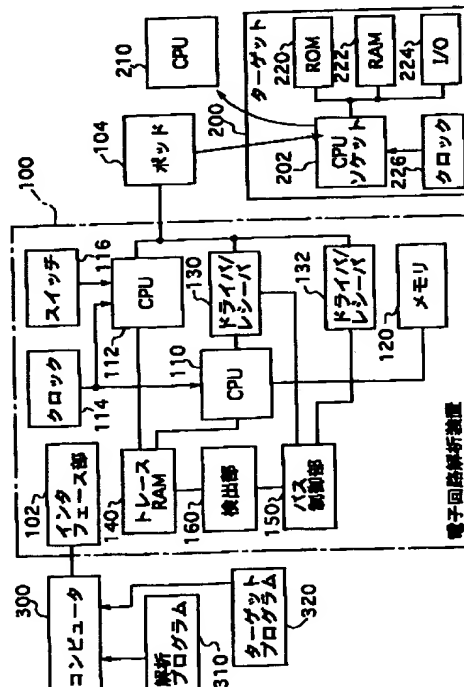 100
スイッチ
116
クロック
114
102
インタ
フェース部
300
コンピュータ
解析
プログラム
310
ターゲット
プログラム
320
112
CPU
110
CPU
140
トレース
RAM
160
検出部
150
バス
制御部
130
ドライバ/
レシーバ
132
ドライバ/
レシーバ
120
メモリ
電子回路解析装置
104
ポッド
210
CPU
200
ターゲット
202
CPU
ソケット
220
ROM
222
RAM
224
I/O
226
クロック